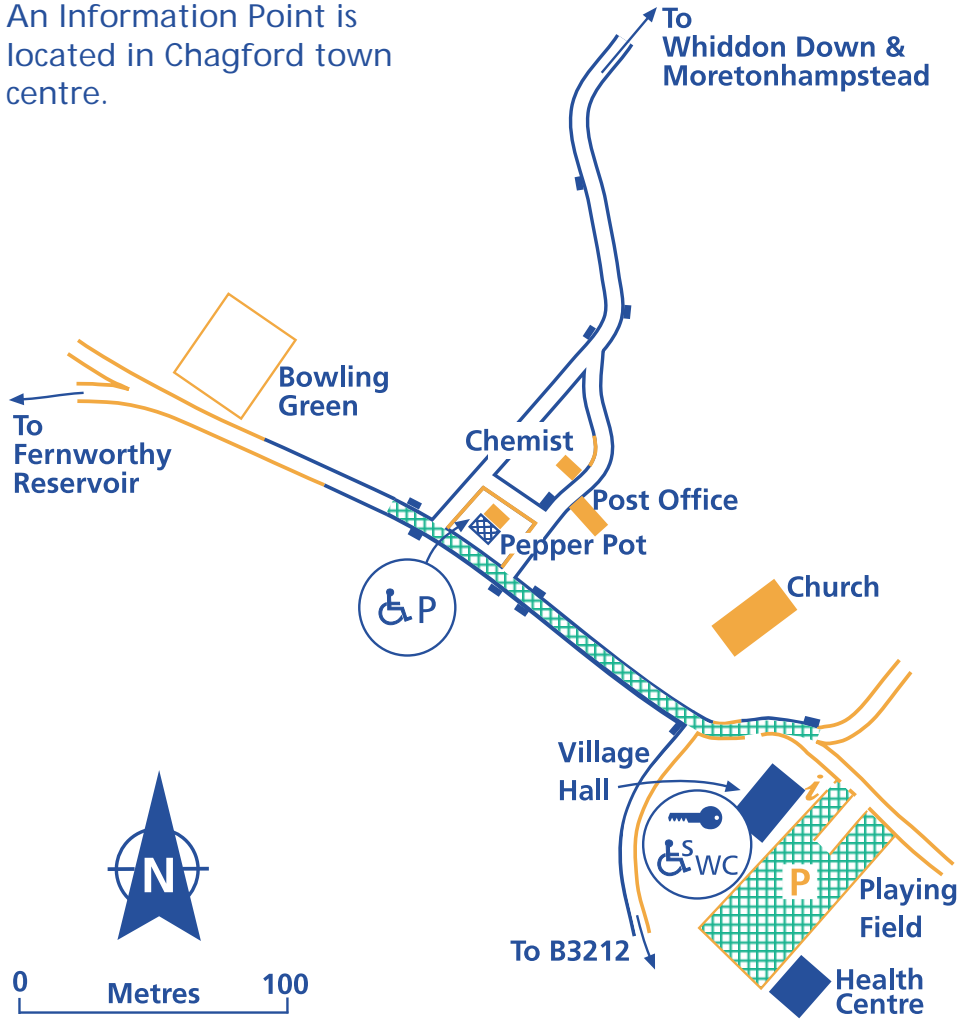 An Information Point is
located in Chagford town
centre.
To
Whiddon Down &
Moretonhampstead
Bowling
Green
To
Fernworthy
Reservoir
Chemist
Post Office
Pepper Pot
P
Church
Village
Hall
i
S
WC
P
Playing
Field
N
To B3212
Health
Centre
0
Metres
100